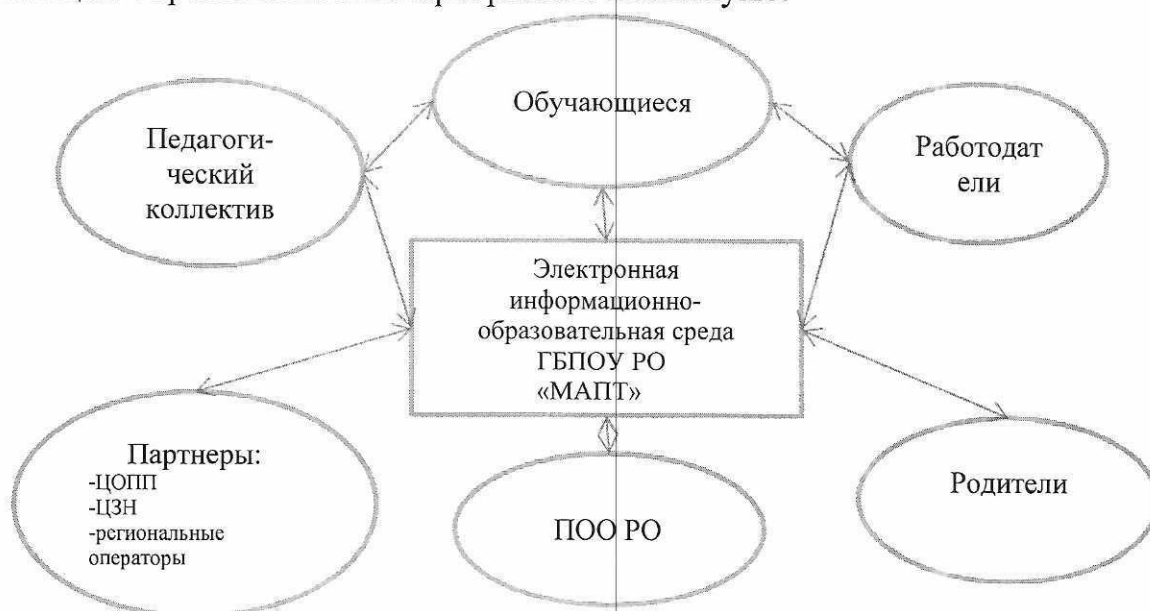 Обучающиеся
Педагоги-
ческий
коллектив
Работодат
ели
Электронная
информационно-
образовательная среда
ГБПОУ РО
«МАПТ»
Партнеры:
-ЦОПП
-ЦЗН
-региональные
операторы
ПОО РО
Родители